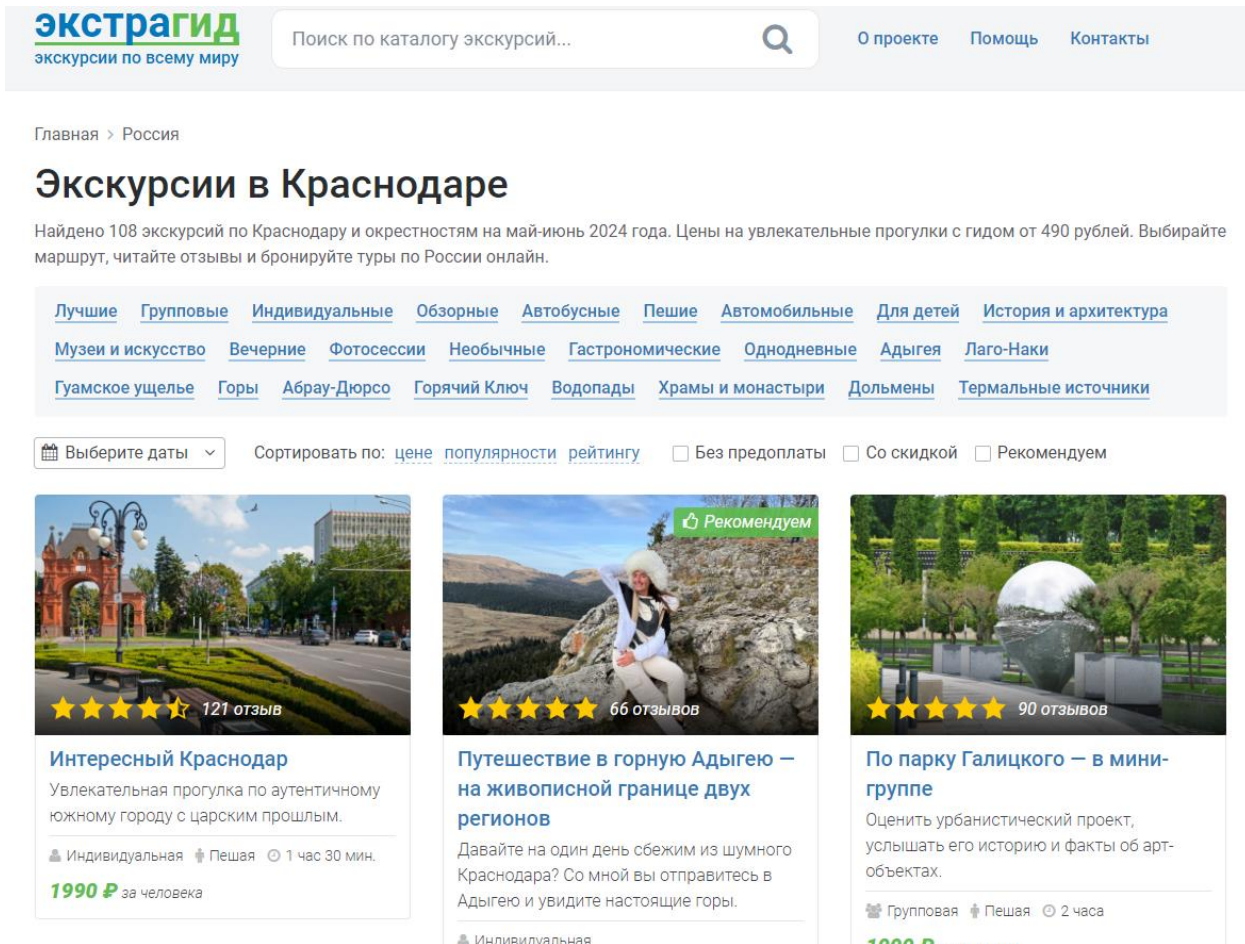 экстрагид
экскурсии по всему миру
Поиск по каталогу экскурсий...
О проекте Помощь Контакты
Главная > Россия
Экскурсии в Краснодаре
Найдено 108 экскурсий по Краснодару и окрестностям на май-июнь 2024 года. Цены на увлекательные прогулки с гидом от 490 рублей. Выбирайте
маршрут, читайте отзывы и бронируйте туры по России онлайн.
Лучшие Групповые Индивидуальные Обзорные Автобусные Пешие Автомобильные Для детей История и архитектура
Музеи и искусство Вечерние Фотосессии Необычные Гастрономические Однодневные Адыгея Лаго-Наки
Гуамское ущелье Горы Абрау-Дюрсо Горячий Ключ Водопады Храмы и монастыри Дольмены Термальные источники
Выберите даты Сортировать по: цене популярности рейтингу Без предоплаты Со скидкой Рекомендуем
121 отзыв
Интересный Краснодар
Увлекательная прогулка по аутентичному
южному городу с царским прошлым.
Индивидуальная Пешая 1 час 30 мин.
1990 ₽ за человека
Рекомендуем
66 отзывов
Путешествие в горную Адыгею —
на живописной границе двух
регионов
Давайте на один день сбежим из шумного
Краснодара? Со мной вы отправитесь в
Адыгею и увидите настоящие горы.
Индивидуальная
90 отзывов
По парку Галицкого — в мини-
группе
Оценить урбанистический проект,
услышать его историю и факты об арт-
объектах.
Групповая Пешая 2 часа